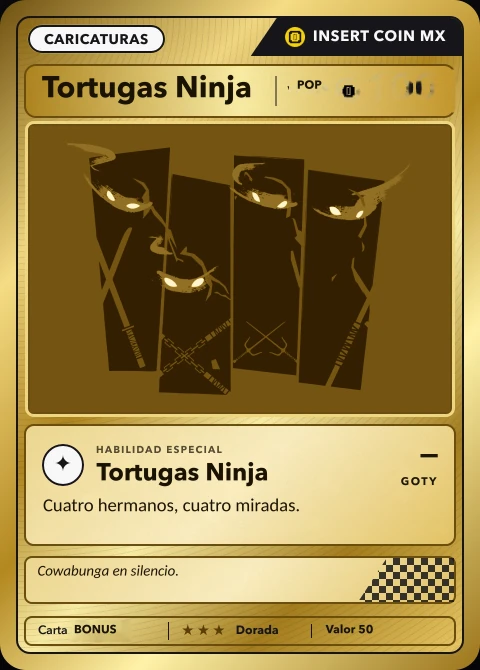 CARICATURAS
INSERT COIN MX
Tortugas Ninja
POP
HABILIDAD ESPECIAL
Tortugas Ninja
GOTY
Cuatro hermanos, cuatro miradas.
Cowabunga en silencio.
Carta BONUS ★★★ Dorada Valor 50